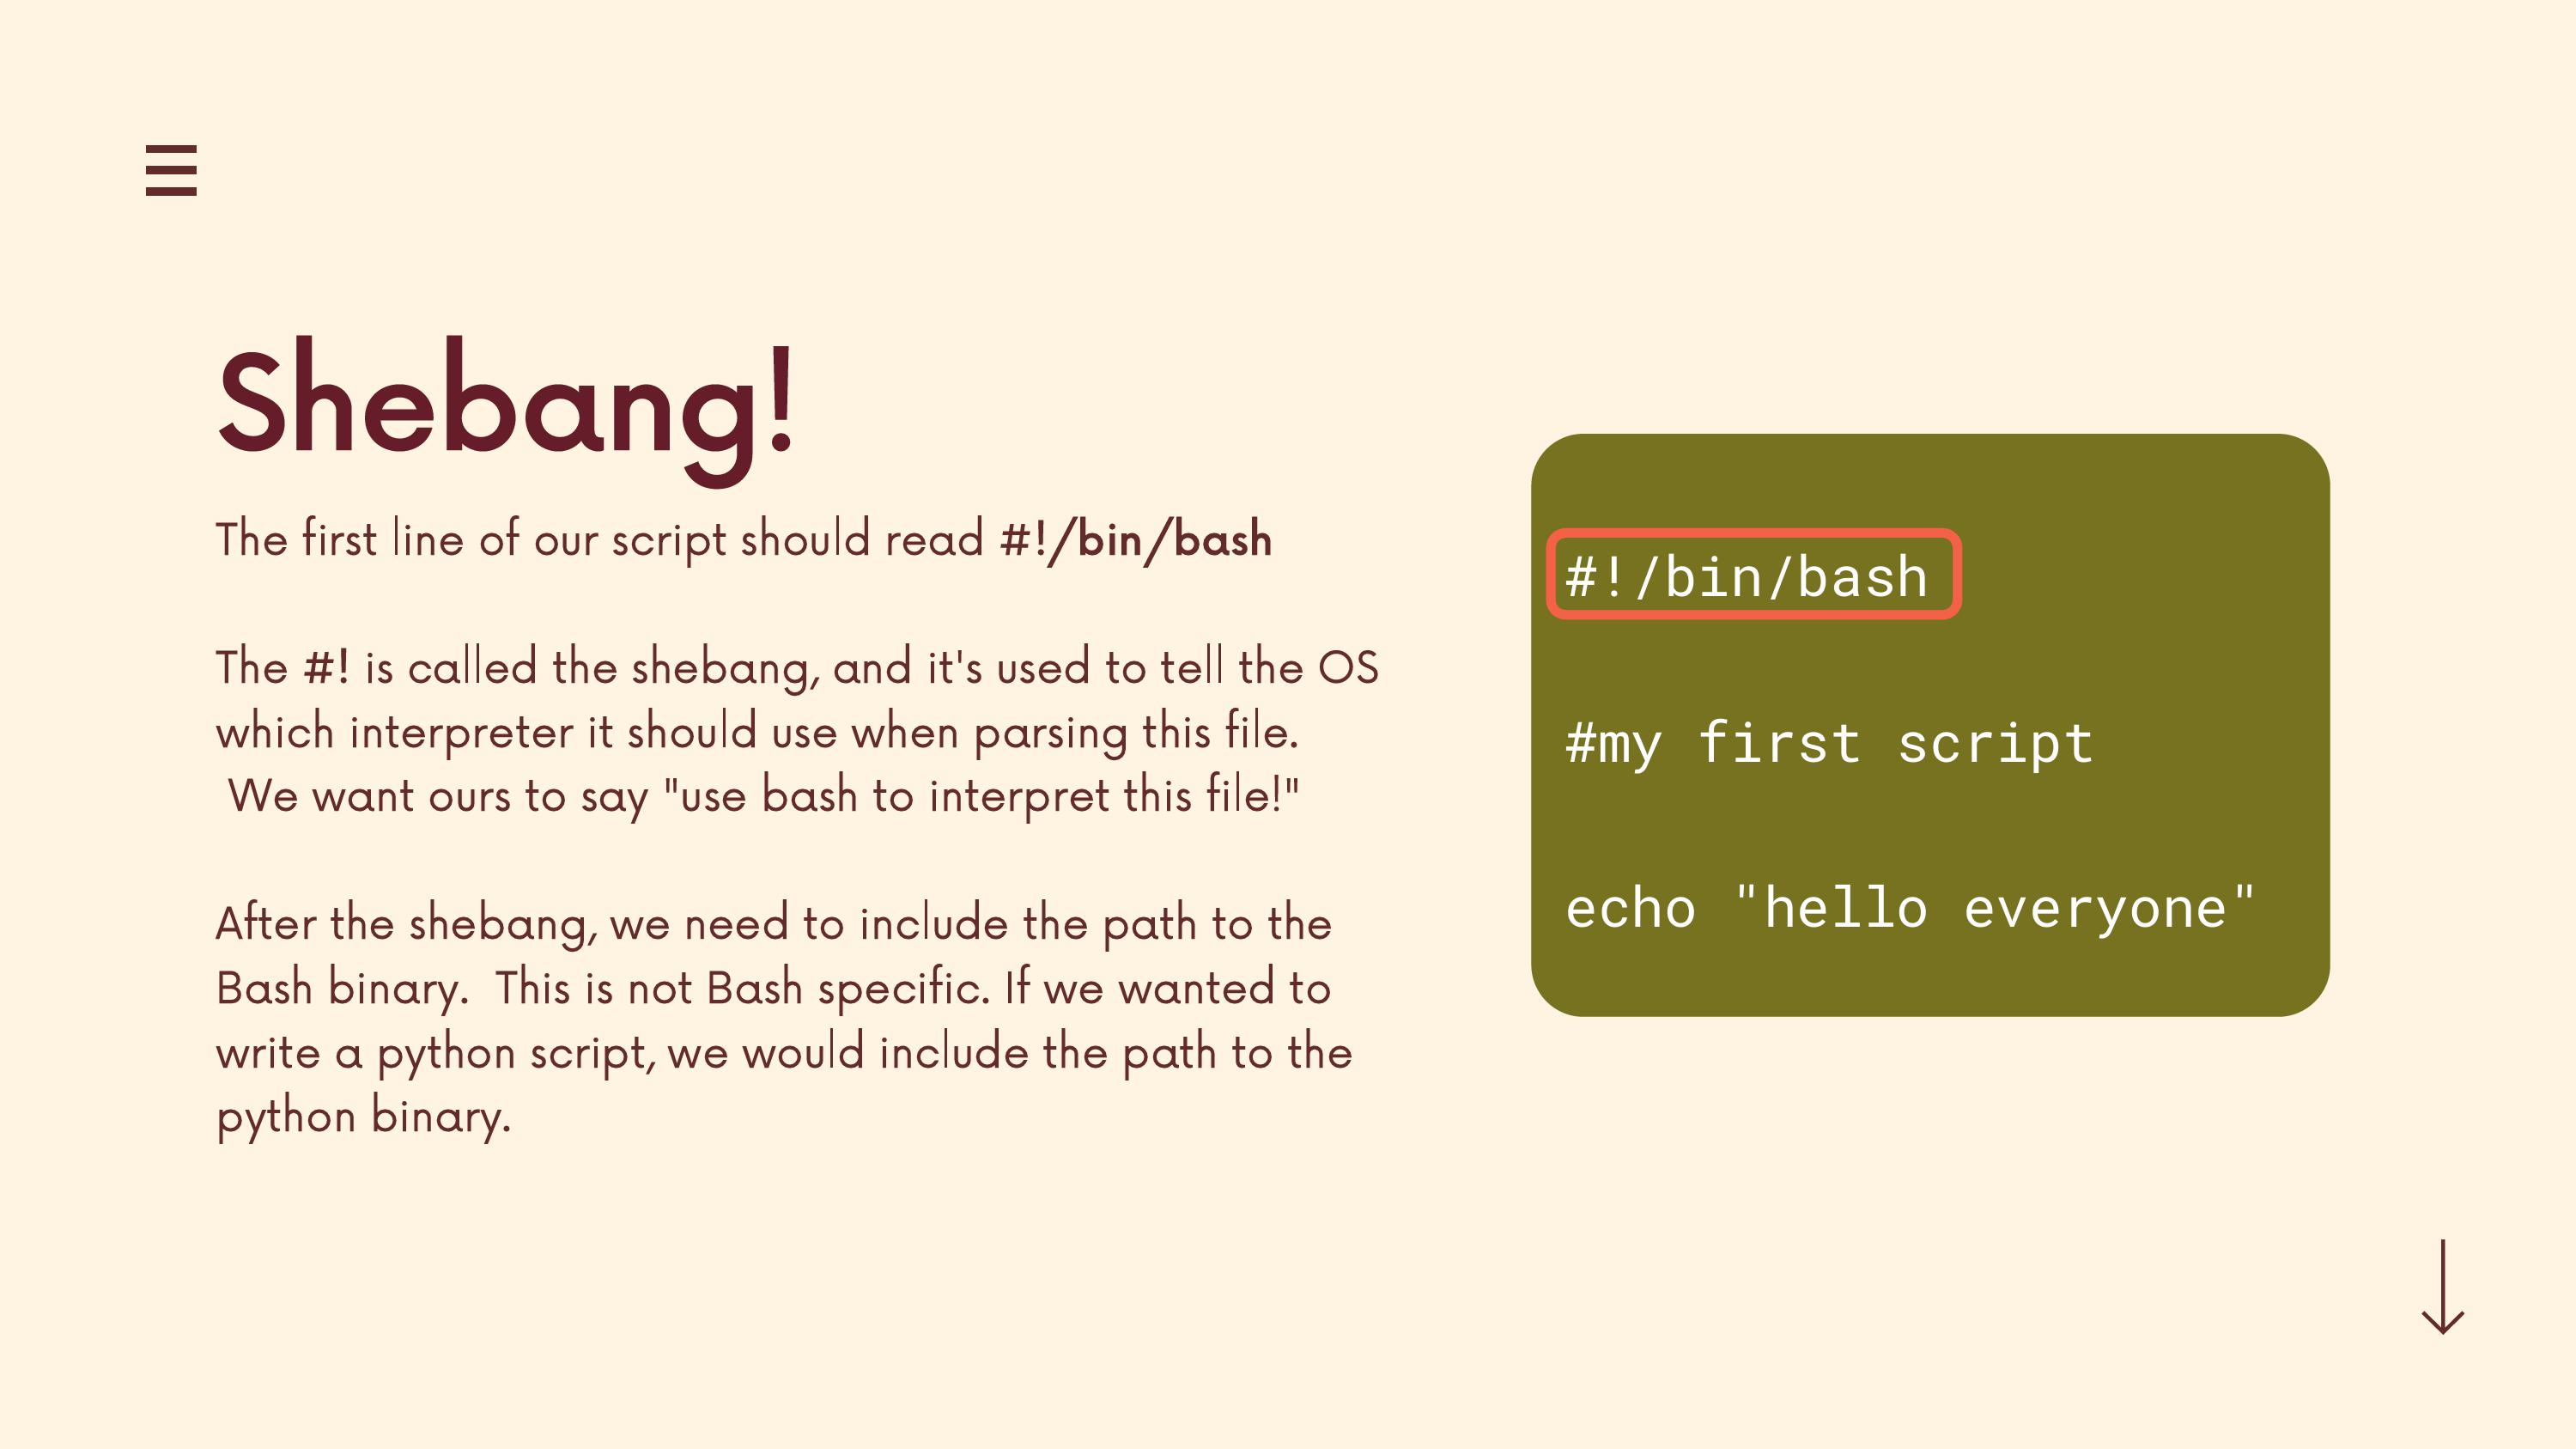 Shebang!
The first line of our script should read #!/bin/bash
The #! is called the shebang, and it's used to tell the OS
which interpreter it should use when parsing this file.
We want ours to say "use bash to interpret this file!"
After the shebang, we need to include the path to the
Bash binary.  This is not Bash specific. If we wanted to
write a python script, we would include the path to the
python binary.
#!/bin/bash
#my first script
echo "hello everyone"